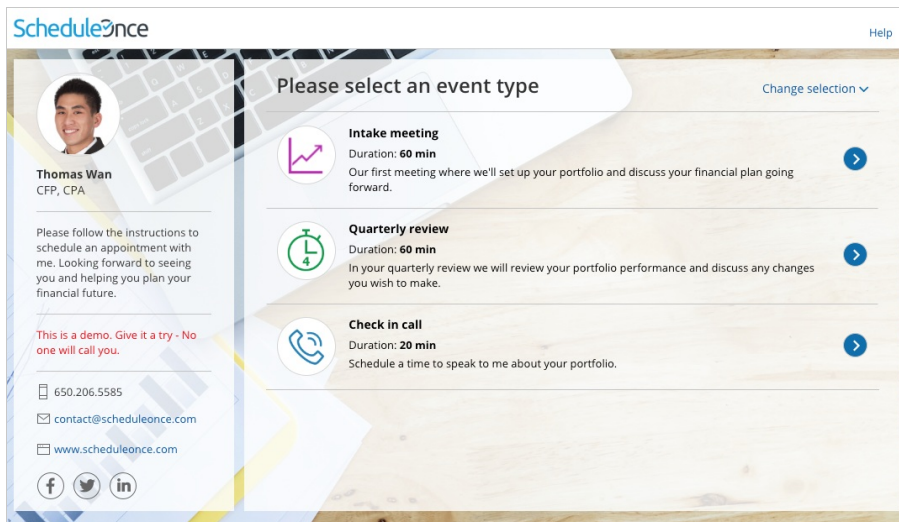 ScheduleOnce
Help
Thomas Wan
CFP, CPA
Please follow the instructions to
schedule an appointment with
me. Looking forward to seeing
you and helping you plan your
financial future.
This is a demo. Give it a try - No
one will call you.
650.206.5585
contact@scheduleonce.com
www.scheduleonce.com
f
in
Please select an event type
Change selection
Intake meeting
Duration: 60 min
Our first meeting where we'll set up your portfolio and discuss your financial plan going
forward.
4
Quarterly review
Duration: 60 min
In your quarterly review we will review your portfolio performance and discuss any changes
you wish to make.
Check in call
Duration: 20 min
Schedule a time to speak to me about your portfolio.